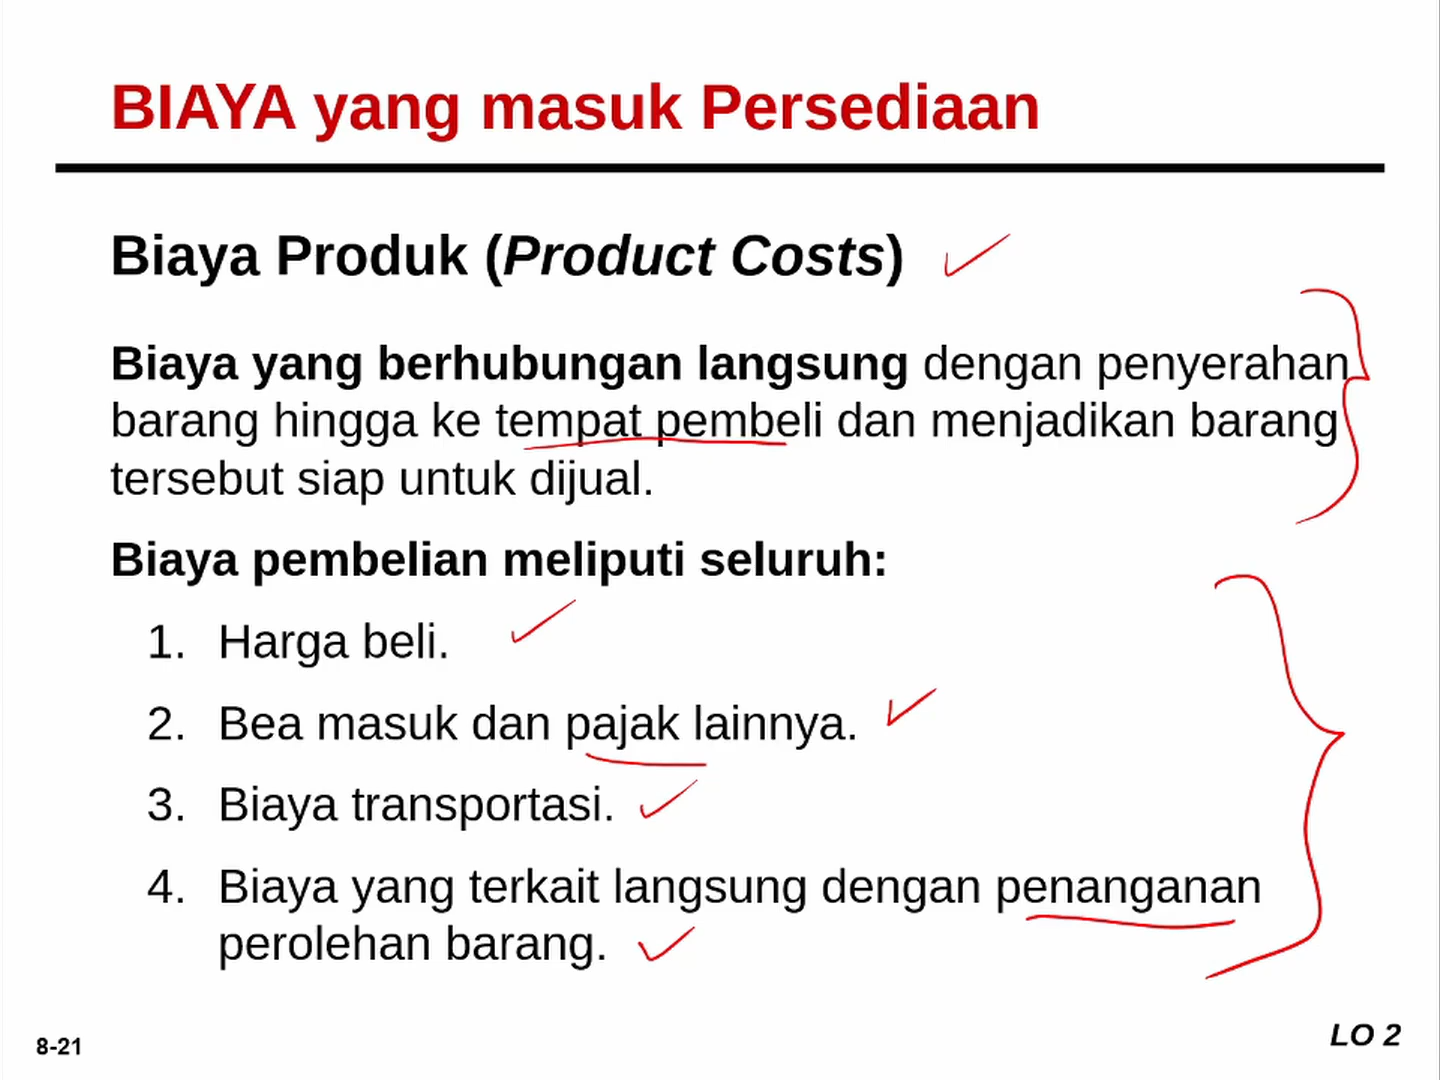 BIAYA yang masuk Persediaan
Biaya Produk (Product Costs)
Biaya yang berhubungan langsung dengan penyerahan
barang hingga ke tempat pembeli dan menjadikan barang
tersebut siap untuk dijual.
Biaya pembelian meliputi seluruh:
1. Harga beli.
2. Bea masuk dan pajak lainnya.
3. Biaya transportasi.
4. Biaya yang terkait langsung dengan penanganan
perolehan barang.
8-21
LO 2